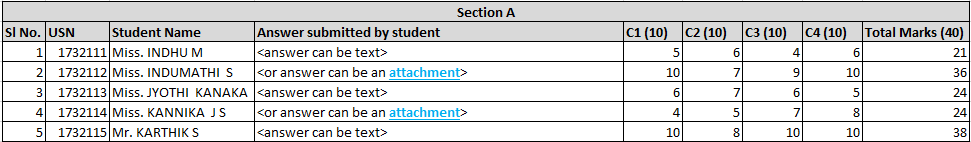 Section A
Sl No. USN Student Name Answer submitted by student C1 (10) C2 (10) C3 (10) C4 (10) Total Marks (40)
1 1732111 Miss. INDHU M <answer can be text> 5 6 4 6 21
2 1732112 Miss. INDUMATHI S <or answer can be an attachment> 10 7 9 10 36
3 1732113 Miss. JYOTHI KANAKA <answer can be text> 6 7 6 5 24
4 1732114 Miss. KANNIKA J S <or answer can be an attachment> 4 5 7 8 24
5 1732115 Mr. KARTHIK S <answer can be text> 10 8 10 10 38